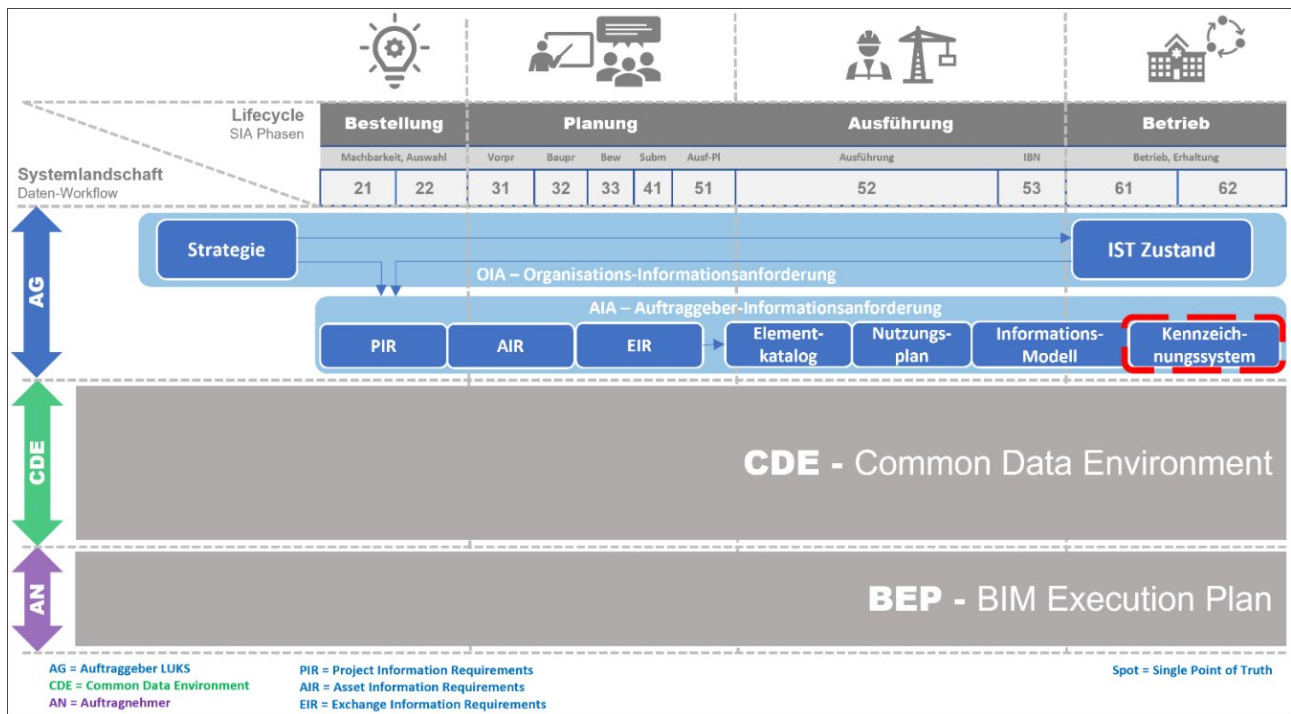 Lifecycle
SIA Phasen
Bestellung
Planung
Ausführung
Betrieb
Machbarkeit, Auswahl
Vorpr
Baupr
Bew
Subm
Ausf-Pl
Ausführung
IBN
Betrieb, Erhaltung
Systemlandschaft
Daten-Workflow
21
22
31
32
33
41
51
52
53
61
62
AG
Strategie
IST Zustand
OIA – Organisations-Informationsanforderung
AIA – Auftraggeber-Informationsanforderung
PIR
AIR
EIR
Element-
katalog
Nutzungs-
plan
Informations-
Modell
Kennzeich-
nungssystem
CDE
CDE - Common Data Environment
AN
BEP - BIM Execution Plan
AG = Auftraggeber LUKS
CDE = Common Data Environment
AN = Auftragnehmer
PIR = Project Information Requirements
AIR = Asset Information Requirements
EIR = Exchange Information Requirements
Spot = Single Point of Truth